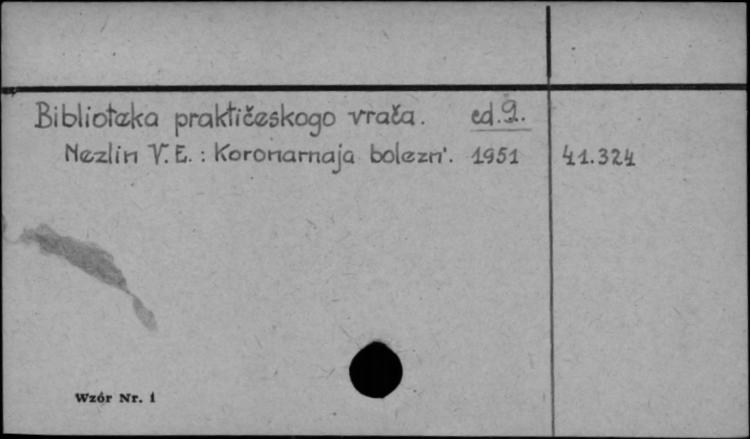 Biblioteka praktičeskogo vrača. ed.9.
Nezlin V.E.: Koronarnaja bolezn'. 1951 41.324
Wzór Nr. 1